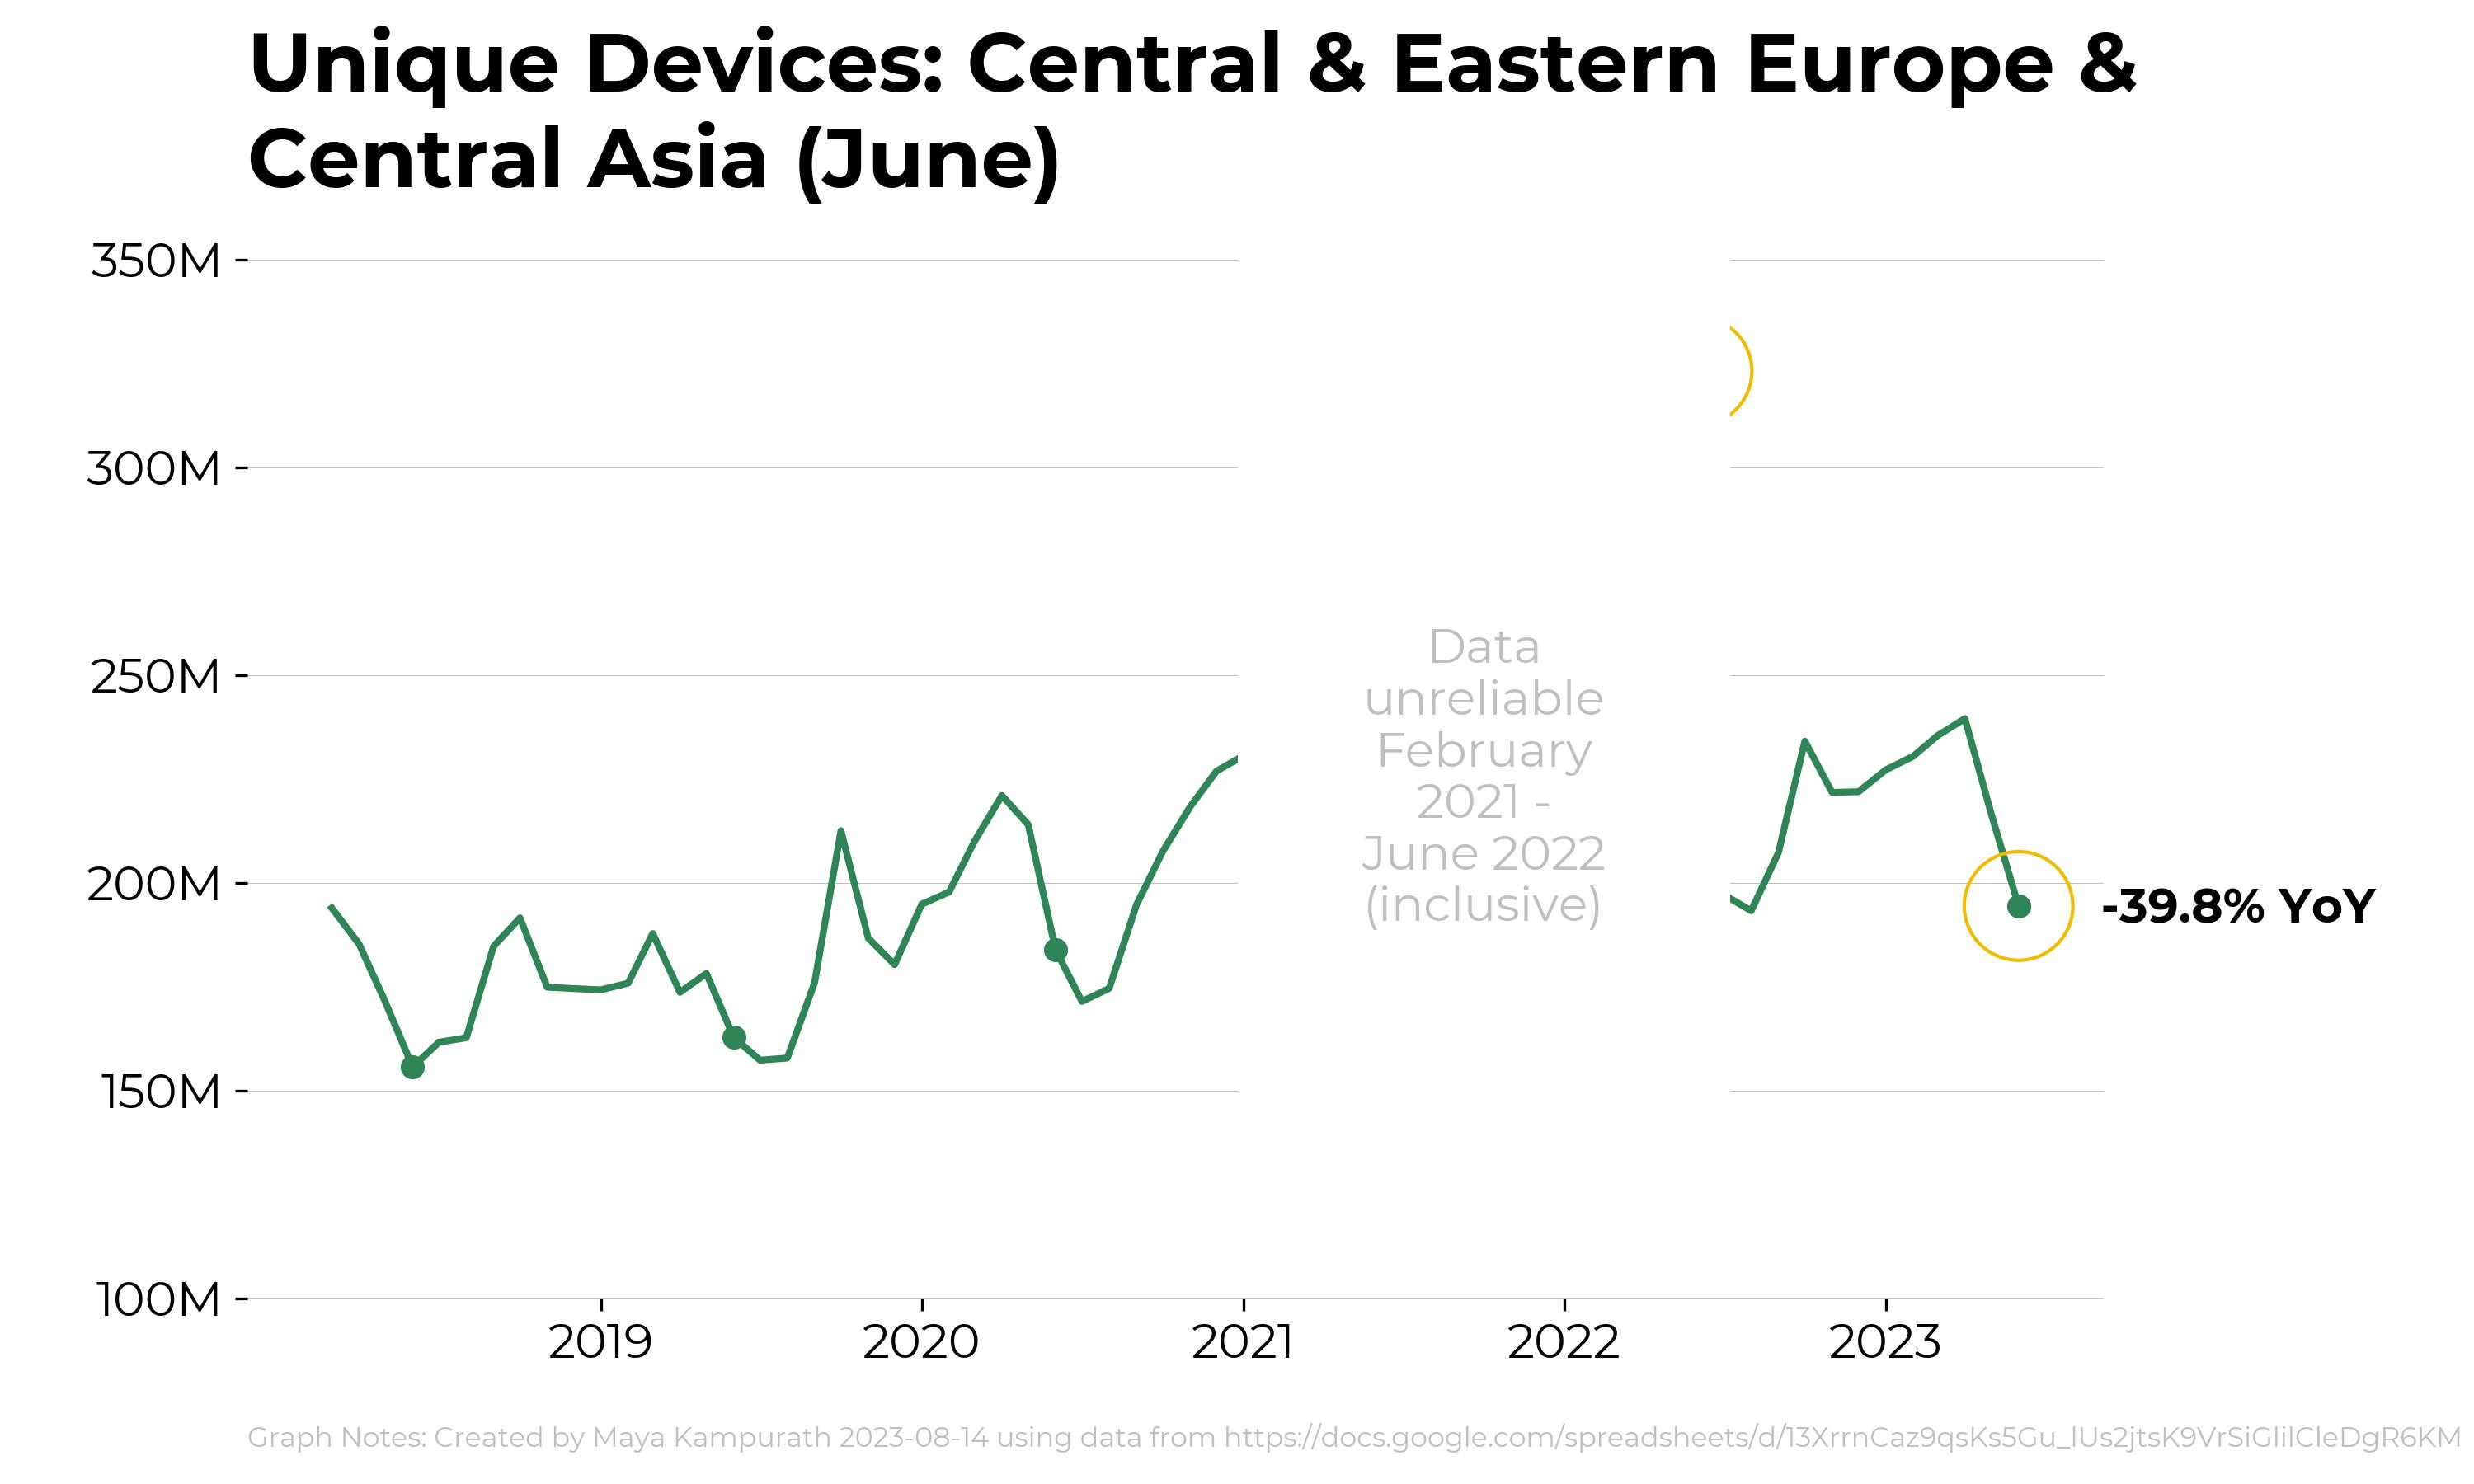 Unique Devices: Central & Eastern Europe &
Central Asia (June)
350M
300M
250M
200M
150M
100M
Data
unreliable
February
2021 -
June 2022
(inclusive)
-39.8% YoY
2019
2020
2021
2022
2023
Graph Notes: Created by Maya Kampurath 2023-08-14 using data from https://docs.google.com/spreadsheets/d/13XrrnCaz9qsKs5Gu_lUs2jtsK9VrSiGlilCleDgR6KM